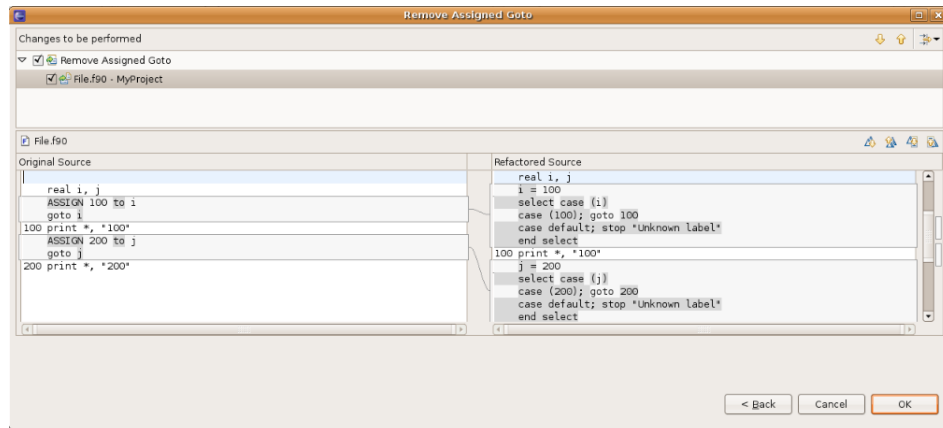 Remove Assigned Goto
Changes to be performed
Remove Assigned Goto
File.f90 - MyProject
File.f90
Original Source
real i, j
ASSIGN 100 to i
goto i
100 print *, "100"
ASSIGN 200 to j
goto j
200 print *, "200"
Refactored Source
real i, j
i = 100
select case (i)
case (100); goto 100
case default; stop "Unknown label"
end select
100 print *, "100"
j = 200
select case (j)
case (200); goto 200
case default; stop "Unknown label"
end select
< Back
Cancel
OK